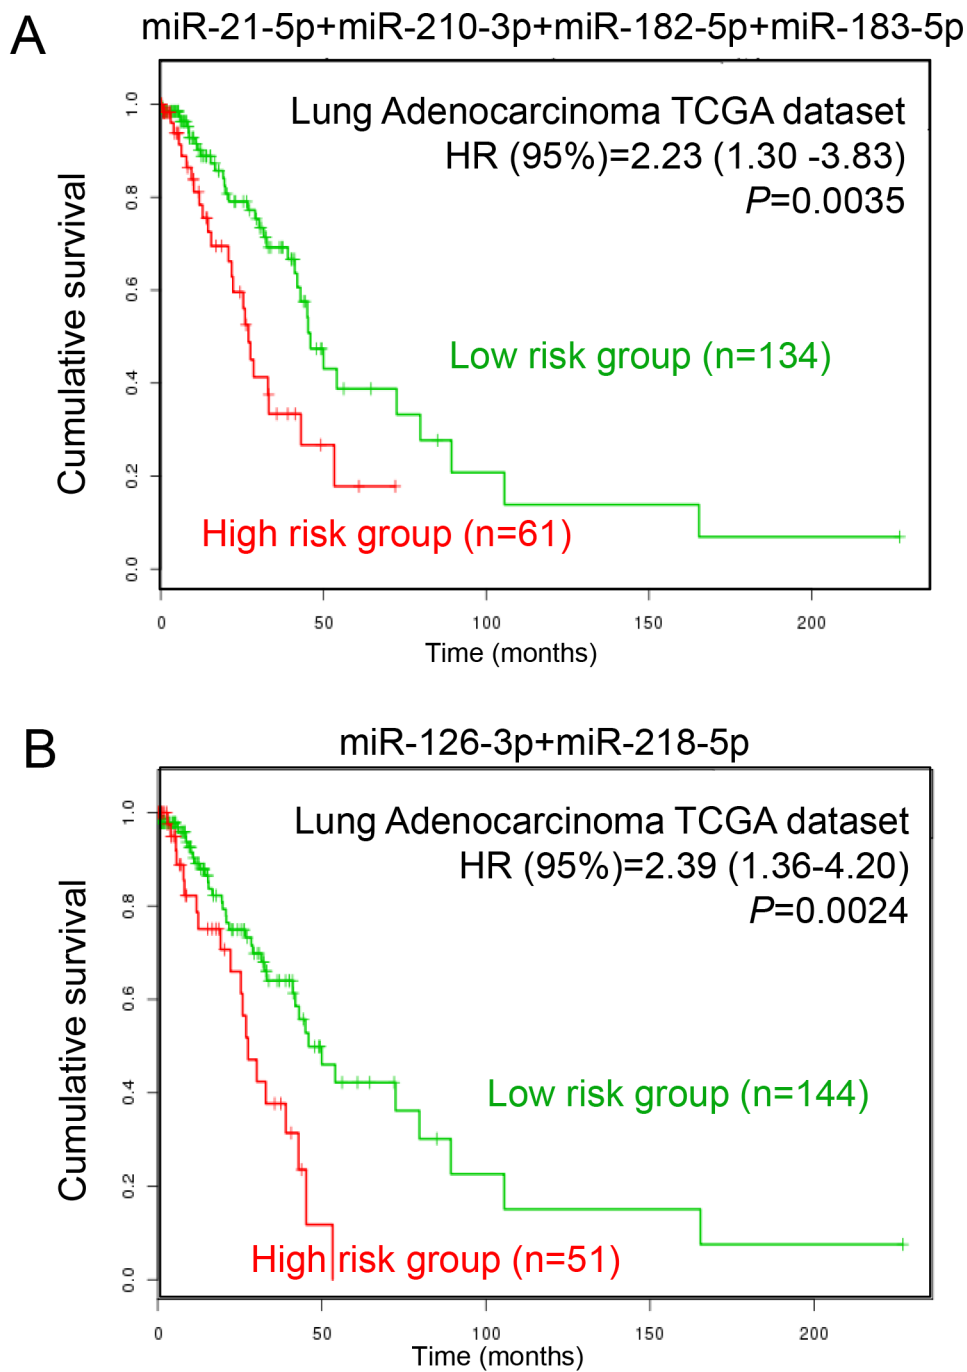 A
miR-21-5p+miR-210-3p+miR-182-5p+miR-183-5p
Lung Adenocarcinoma TCGA dataset
HR (95%)=2.23 (1.30 -3.83)
P=0.0035
Low risk group (n=134)
High risk group (n=61)
Cumulative survival
1.0
0.8
0.6
0.4
0.2
0.0
0 50 100 150 200
Time (months)
B
miR-126-3p+miR-218-5p
Lung Adenocarcinoma TCGA dataset
HR (95%)=2.39 (1.36-4.20)
P=0.0024
Low risk group (n=144)
High risk group (n=51)
Cumulative survival
1.0
0.8
0.6
0.4
0.2
0.0
0 50 100 150 200
Time (months)